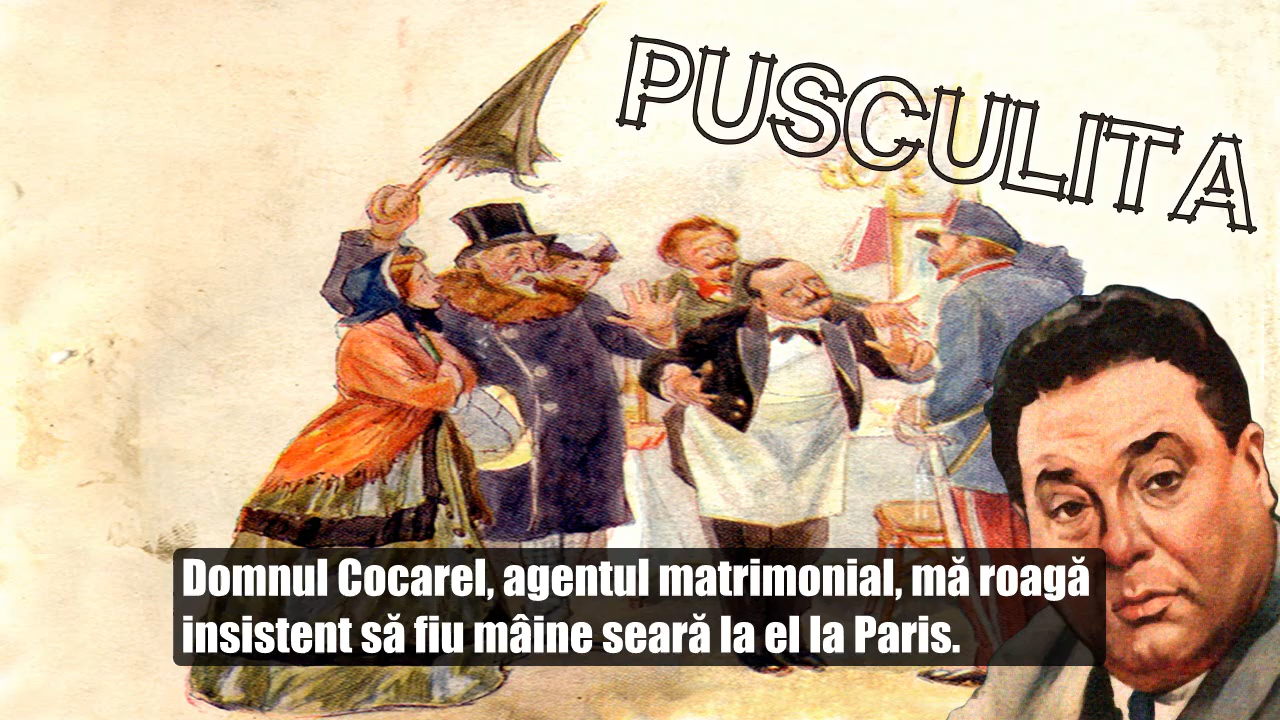 PUSCULITA
Domnul Cocarel, agentul matrimonial, mă roagă
insistent să fiu mâine seară la el la Paris.